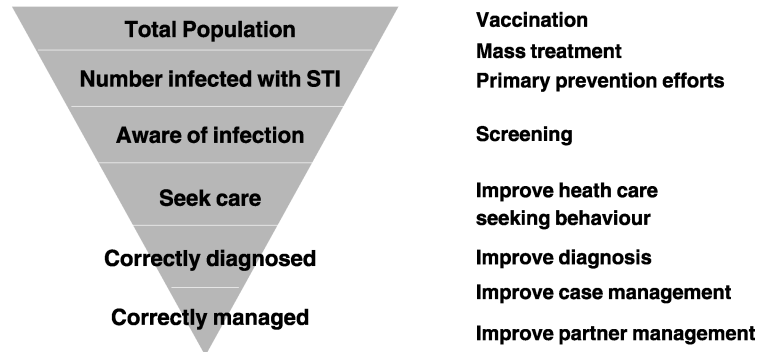 Total Population
Vaccination
Mass treatment
Number infected with STI
Primary prevention efforts
Aware of infection
Screening
Seek care
Improve heath care
seeking behaviour
Correctly diagnosed
Improve diagnosis
Improve case management
Correctly managed
Improve partner management